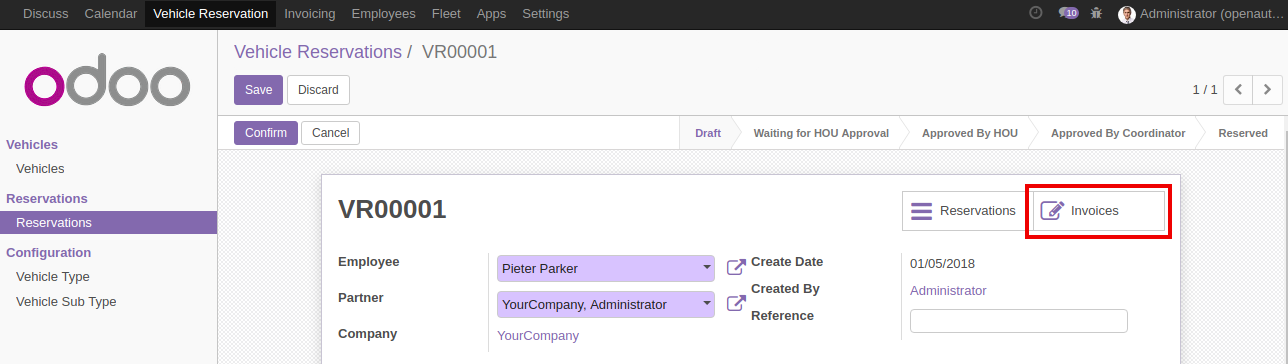 Discuss Calendar Vehicle Reservation Invoicing Employees Fleet Apps Settings 10 Administrator (openaut...
odoo
Vehicle Reservations / VR00001
Save Discard 1 / 1
Confirm Cancel Draft Waiting for HOU Approval Approved By HOU Approved By Coordinator Reserved
Vehicles
Vehicles
Reservations
Reservations
Configuration
Vehicle Type
Vehicle Sub Type
VR00001 Reservations Invoices
Employee Pieter Parker Create Date 01/05/2018
Partner YourCompany, Administrator Created By Administrator
Company YourCompany Reference